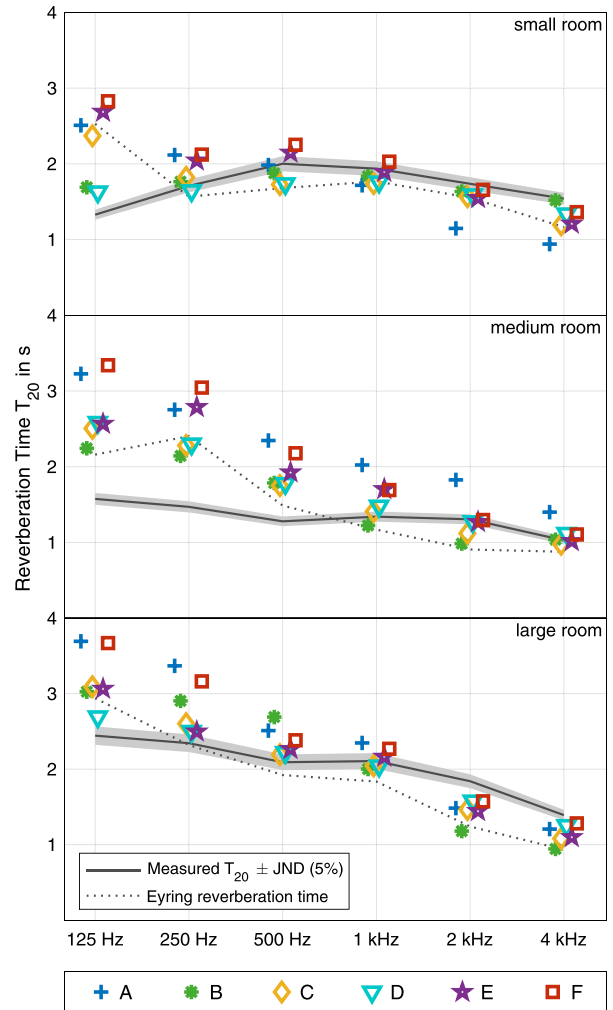 4
small room
3
2
1
4
medium room
3
2
1
4
large room
3
2
1
Reverberation Time T20 in s
Measured T20 ± JND (5%)
Eyring reverberation time
125 Hz 250 Hz 500 Hz 1 kHz 2 kHz 4 kHz
A B C D E F